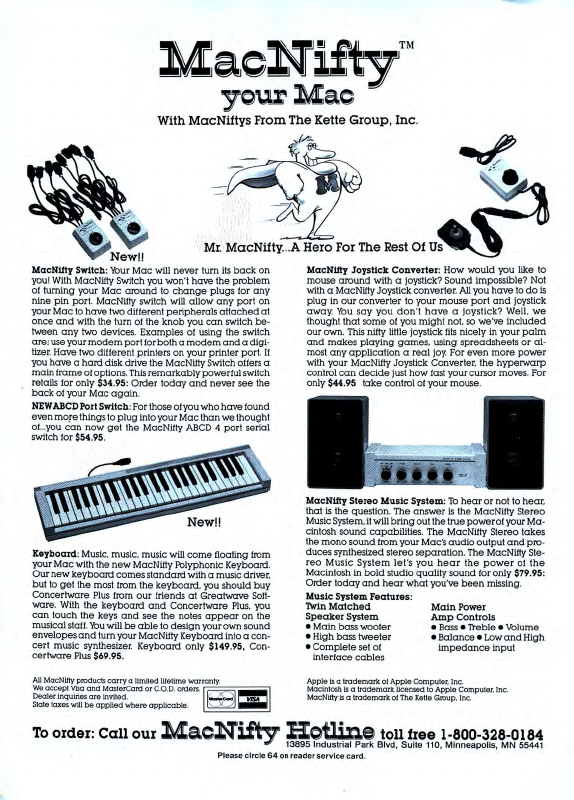 MacNifty™
your Mac
With MacNiftys From The Kette Group, Inc.
New!!
Mr. MacNifty...A Hero For The Rest Of Us
MacNifty Switch: Your Mac will never turn its back on
you! With MacNifty Switch you won't have the problem
of turning your Mac around to change plugs for any
nine pin port. MacNifty switch will allow any port on
your Mac to have two different peripherals attached at
once and with the turn of the knob you can switch be-
tween any two devices. Examples of using the switch
are; use your modem port for both a modem and a digi-
tizer. Have two different printers on your printer port. If
you have a hard disk drive the MacNifty Switch offers a
main frame of options. This remarkably powerful switch
retails for only $34.95: Order today and never see the
back of your Mac again.
NEW ABCD Port Switch: For those of you who have found
even more things to plug into your Mac than we thought
of...you can now get the MacNifty ABCD 4 port serial
switch for $54.95.
New!!
Keyboard: Music, music, music will come floating from
your Mac with the new MacNifty Polyphonic Keyboard.
Our new keyboard comes standard with a music driver,
but to get the most from the keyboard, you should buy
Concertware Plus from our friends at Greatwave Soft-
ware. With the keyboard and Concertware Plus, you
can touch the keys and see the notes appear on the
musical staff. You will be able to design your own sound
envelopes and turn your MacNifty Keyboard into a con-
cert music synthesizer. Keyboard only $149.95, Con-
certware Plus $69.95.
MacNifty Joystick Converter: How would you like to
mouse around with a joystick? Sound impossible? Not
with a MacNifty Joystick converter. All you have to do is
plug in our converter to your mouse port and joystick
away. You say you don't have a joystick? Well, we
thought that some of you might not, so we've included
our own. This nifty little joystick fits nicely in your palm
and makes playing games, using spreadsheets or al-
most any application a real joy. For even more power
with your MacNifty Joystick Converter, the hyperwarp
control can decide just how fast your cursor moves. For
only $44.95 take control of your mouse.
MacNifty Stereo Music System: To hear or not to hear,
that is the question. The answer is the MacNifty Stereo
Music System, it will bring out the true power of your Ma-
cintosh sound capabilities. The MacNifty Stereo takes
the mono sound from your Mac's audio output and pro-
duces synthesized stereo separation. The MacNifty Ste-
reo Music System let's you hear the power of the
Macintosh in bold studio quality sound for only $79.95:
Order today and hear what you've been missing.
Music System Features:
Twin Matched
Speaker System
• Main bass woofer
• High bass tweeter
• Complete set of
interface cables
Main Power
Amp Controls
• Bass • Treble • Volume
• Balance • Low and High
impedance input
All MacNifty products carry a limited lifetime warranty.
We accept Visa and MasterCard or C.O.D. orders.
Dealer inquiries are invited.
State taxes will be applied where applicable.
MasterCard VISA
Apple is a trademark of Apple Computer, Inc.
Macintosh is a trademark licensed to Apple Computer, Inc.
MacNifty is a trademark of The Kette Group, Inc.
To order: Call our MacNifty Hotline toll free 1-800-328-0184
13895 Industrial Park Blvd, Suite 110, Minneapolis, MN 55441
Please circle 64 on reader service card.